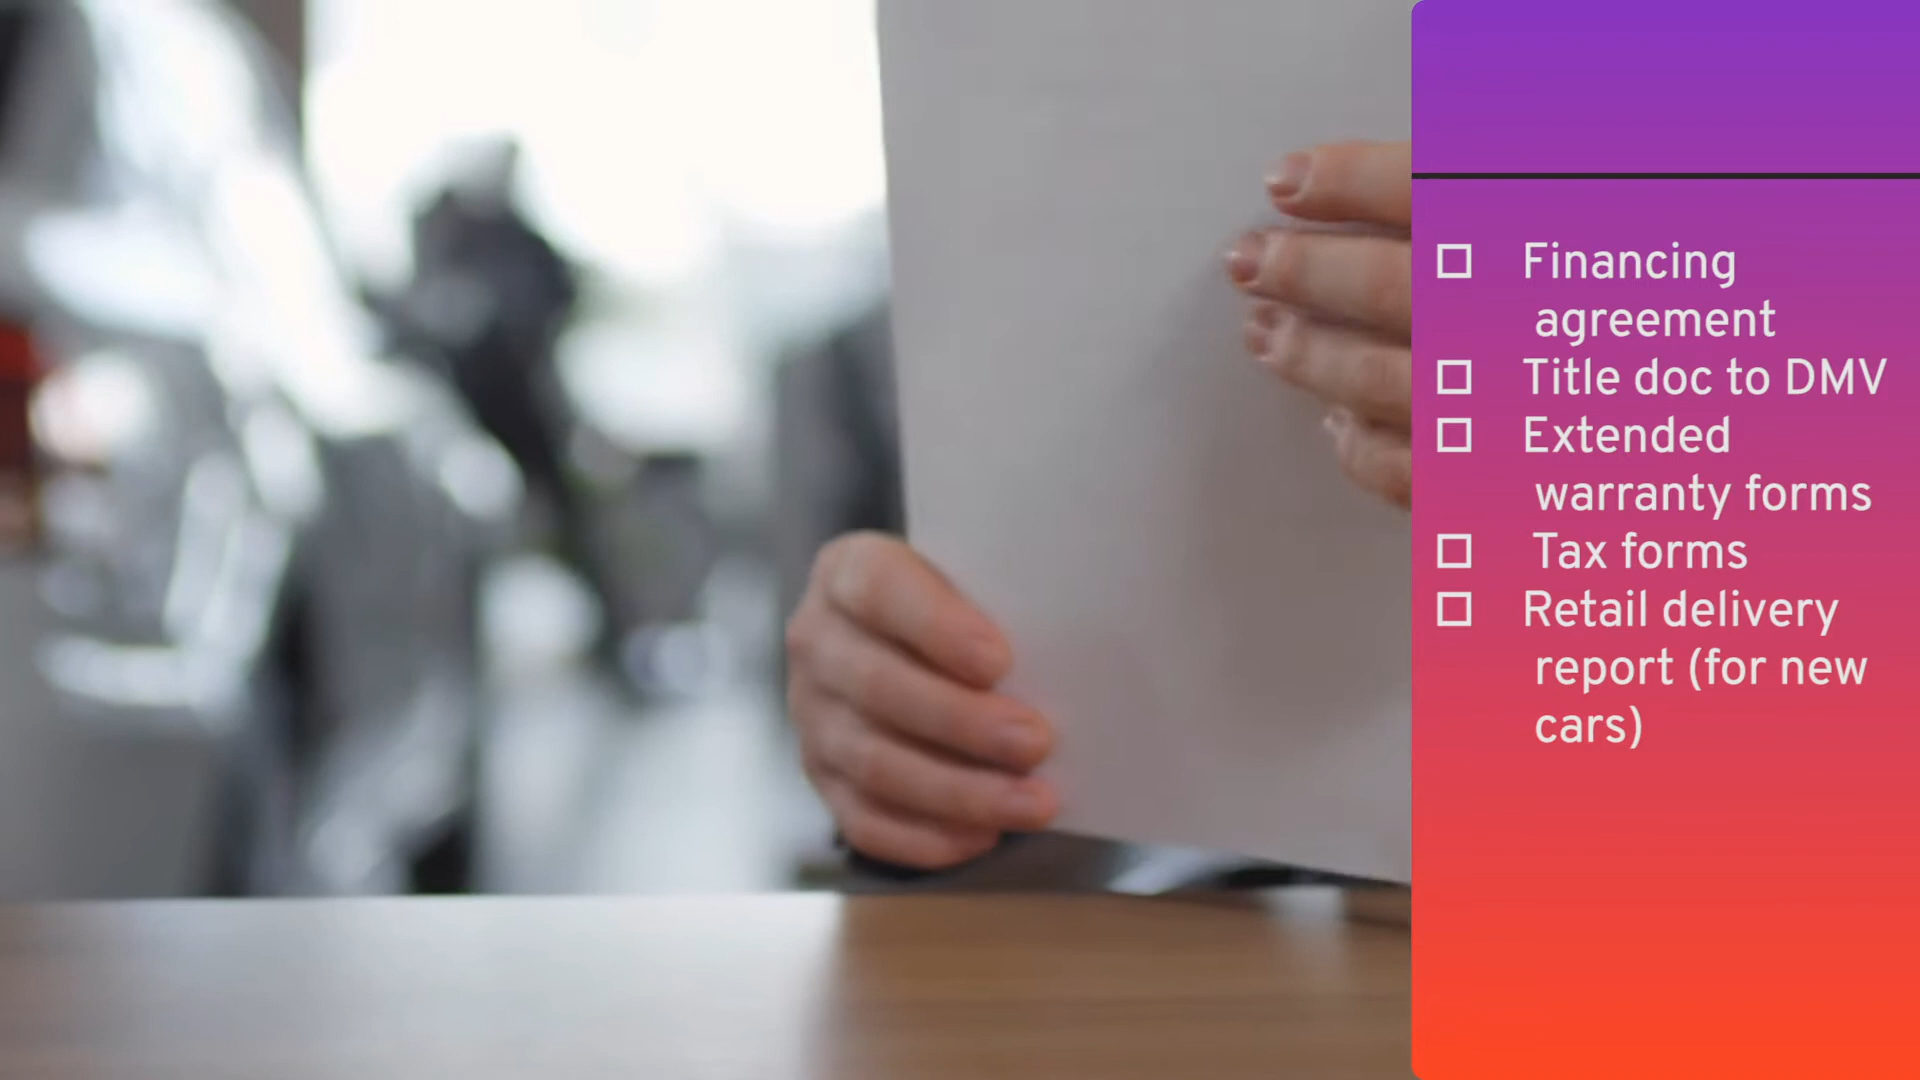 Financing
agreement
Title doc to DMV
Extended
warranty forms
Tax forms
Retail delivery
report (for new
cars)